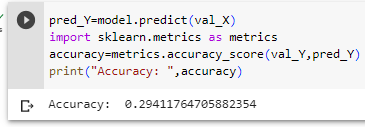 pred_Y=model.predict(val_X)
import sklearn.metrics as metrics
accuracy=metrics.accuracy_score(val_Y,pred_Y)
print("Accuracy: ",accuracy)
Accuracy:  0.29411764705882354